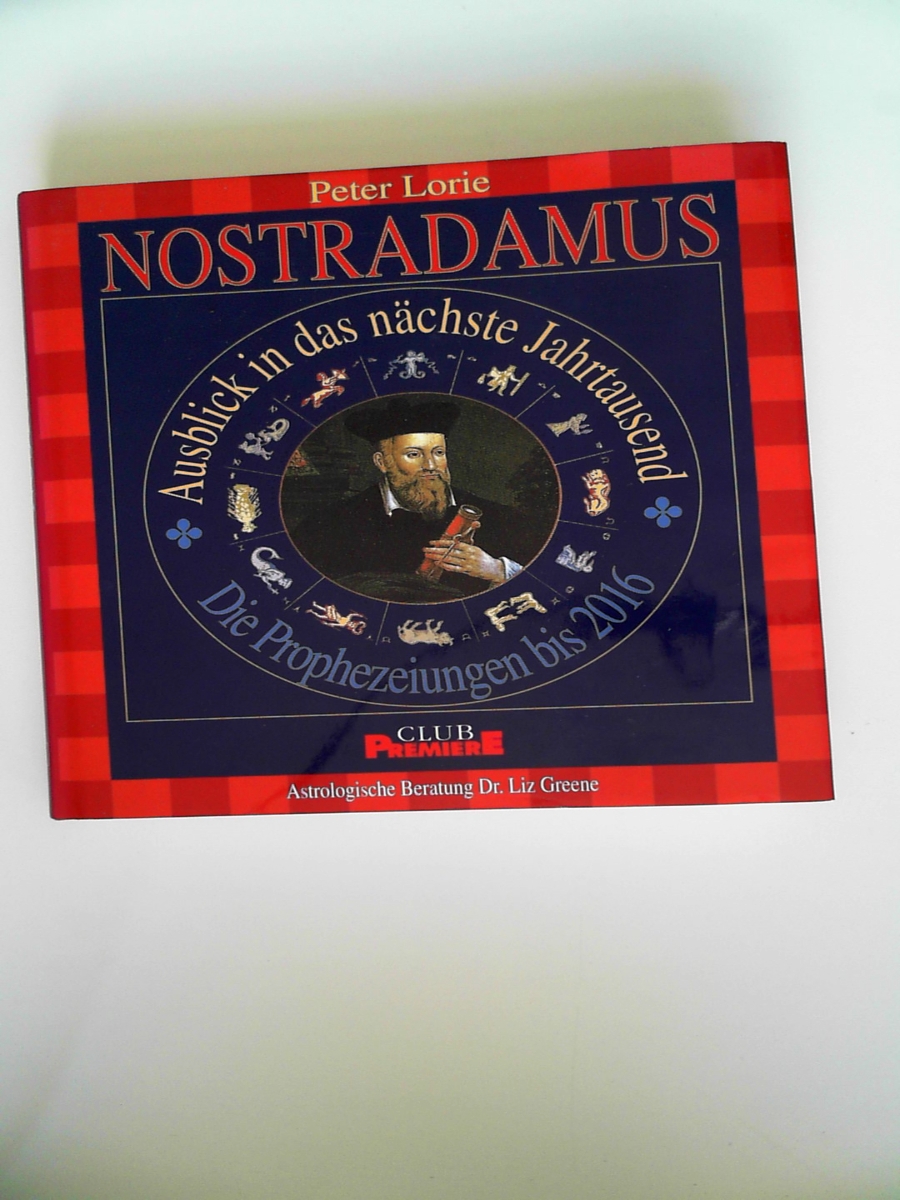 Peter Lorie
NOSTRADAMUS
Ausblick in das nächste Jahrtausend
Die Prophezeiungen bis 2016
CLUB
PREMIERE
Astrologische Beratung Dr. Liz Greene